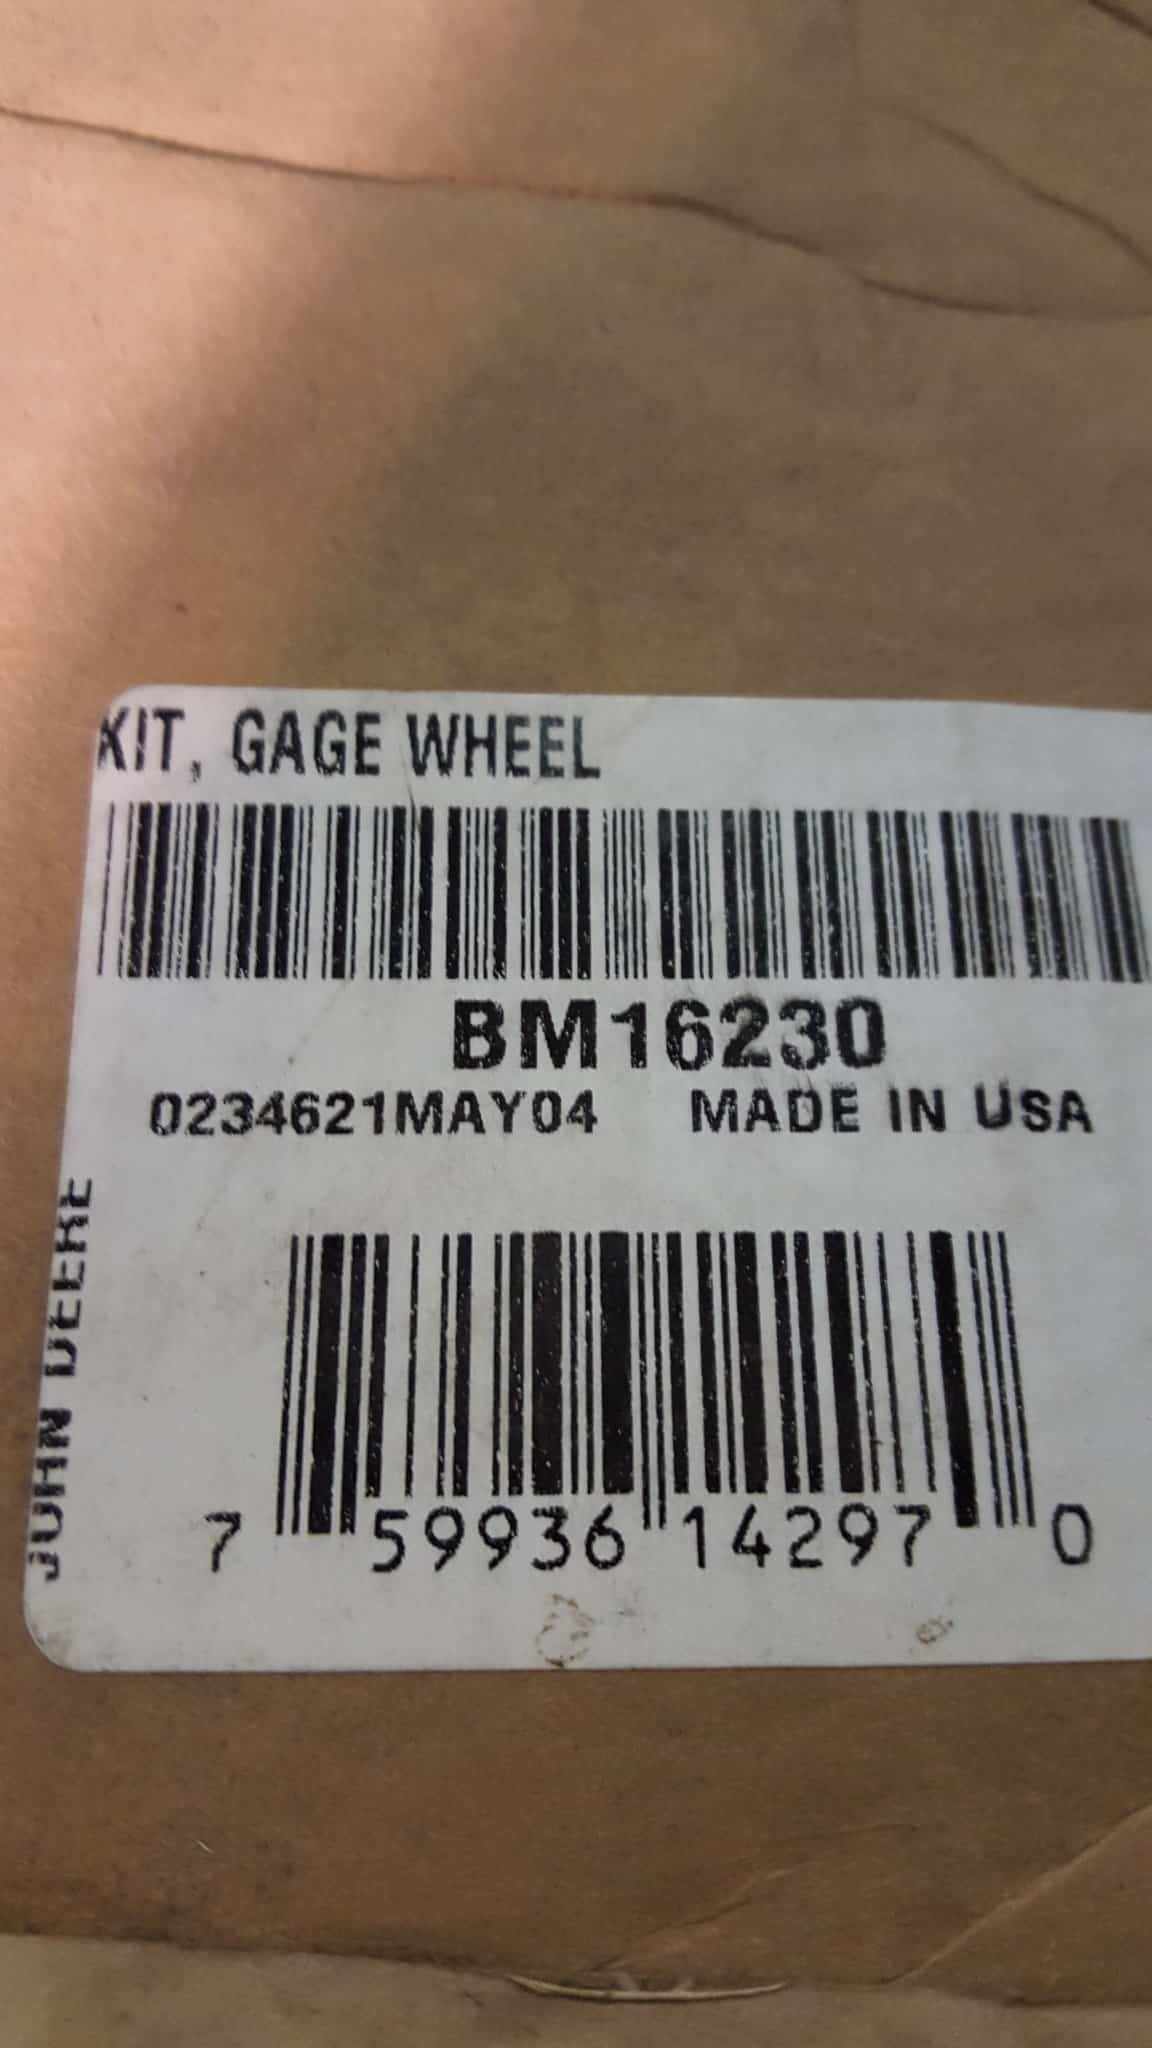 KIT, GAGE WHEEL
BM16230
0234621MAY04 MADE IN USA
JOHN DEERE
7 59936 14297 0